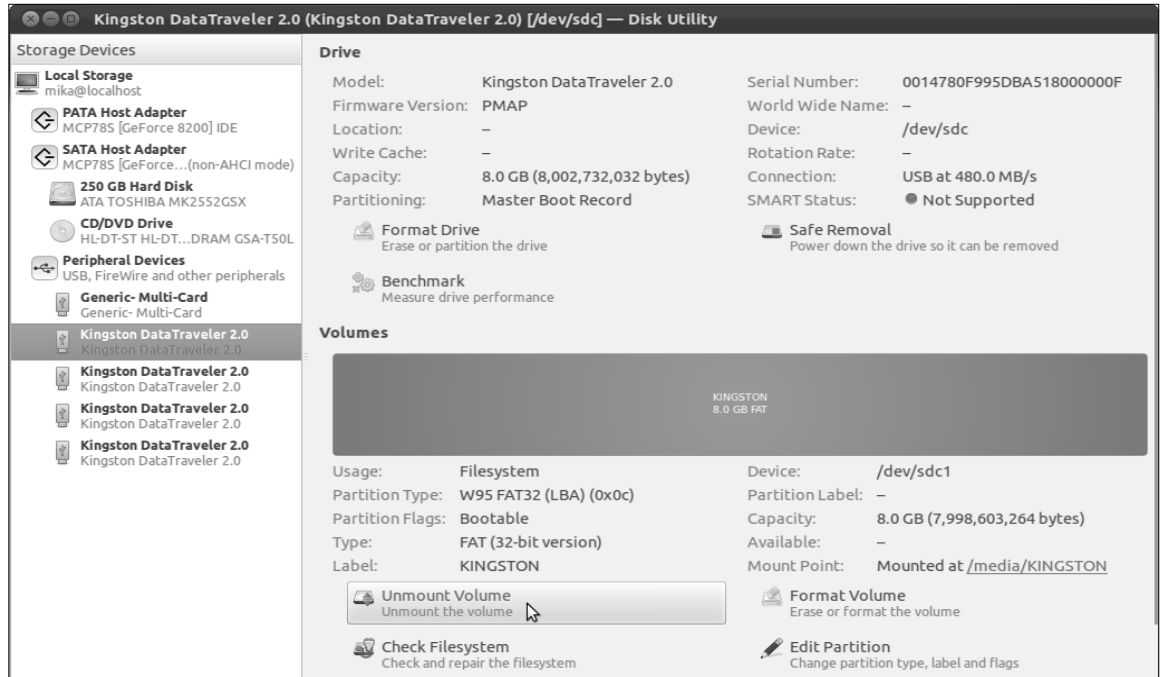 Kingston DataTraveler 2.0 (Kingston DataTraveler 2.0) [/dev/sdc] — Disk Utility
Storage Devices
Local Storage
mika@localhost
PATA Host Adapter
MCP78S [GeForce 8200] IDE
SATA Host Adapter
MCP78S [GeForce...(non-AHCI mode)
250 GB Hard Disk
ATA TOSHIBA MK2552GSX
CD/DVD Drive
HL-DT-ST HL-DT...DRAM GSA-T50L
Peripheral Devices
USB, FireWire and other peripherals
Generic- Multi-Card
Generic- Multi-Card
Kingston DataTraveler 2.0
Kingston DataTraveler 2.0
Kingston DataTraveler 2.0
Kingston DataTraveler 2.0
Kingston DataTraveler 2.0
Kingston DataTraveler 2.0
Kingston DataTraveler 2.0
Kingston DataTraveler 2.0
Drive
Model: Kingston DataTraveler 2.0 Serial Number: 0014780F995DBA518000000F
Firmware Version: PMAP World Wide Name: –
Location: – Device: /dev/sdc
Write Cache: – Rotation Rate: –
Capacity: 8.0 GB (8,002,732,032 bytes) Connection: USB at 480.0 MB/s
Partitioning: Master Boot Record SMART Status: Not Supported
Format Drive Safe Removal
Erase or partition the drive Power down the drive so it can be removed
Benchmark
Measure drive performance
Volumes
KINGSTON
8.0 GB FAT
Usage: Filesystem Device: /dev/sdc1
Partition Type: W95 FAT32 (LBA) (0x0c) Partition Label: –
Partition Flags: Bootable Capacity: 8.0 GB (7,998,603,264 bytes)
Type: FAT (32-bit version) Available: –
Label: KINGSTON Mount Point: Mounted at /media/KINGSTON
Unmount Volume Format Volume
Unmount the volume Erase or format the volume
Check Filesystem Edit Partition
Check and repair the filesystem Change partition type, label and flags